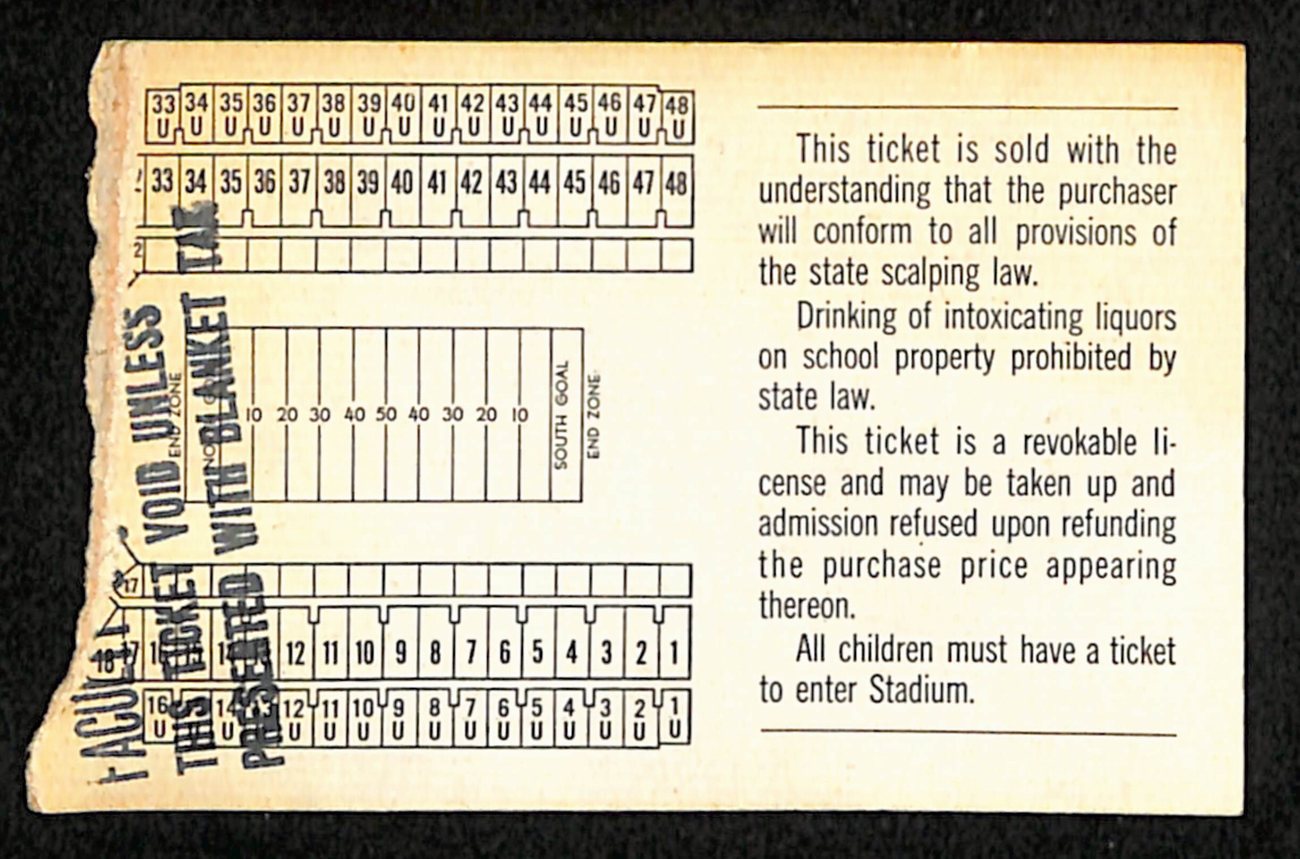 33 34 35 36 37 38 39 40 41 42 43 44 45 46 47 48
U U U U U U U U U U U U U U U U
33 34 35 36 37 38 39 40 41 42 43 44 45 46 47 48
2
END ZONE
10 20 30 40 50 40 30 20 10
SOUTH GOAL
END ZONE
17
18 17 12 11 10 9 8 7 6 5 4 3 2 1
16 14 13 12 11 10 9 8 7 6 5 4 3 2 1
U U U U U U U U U U U U U
FACULTY
THIS TICKET VOID UNLESS
PRESENTED WITH BLANKET TAX
This ticket is sold with the
understanding that the purchaser
will conform to all provisions of
the state scalping law.
Drinking of intoxicating liquors
on school property prohibited by
state law.
This ticket is a revokable li-
cense and may be taken up and
admission refused upon refunding
the purchase price appearing
thereon.
All children must have a ticket
to enter Stadium.